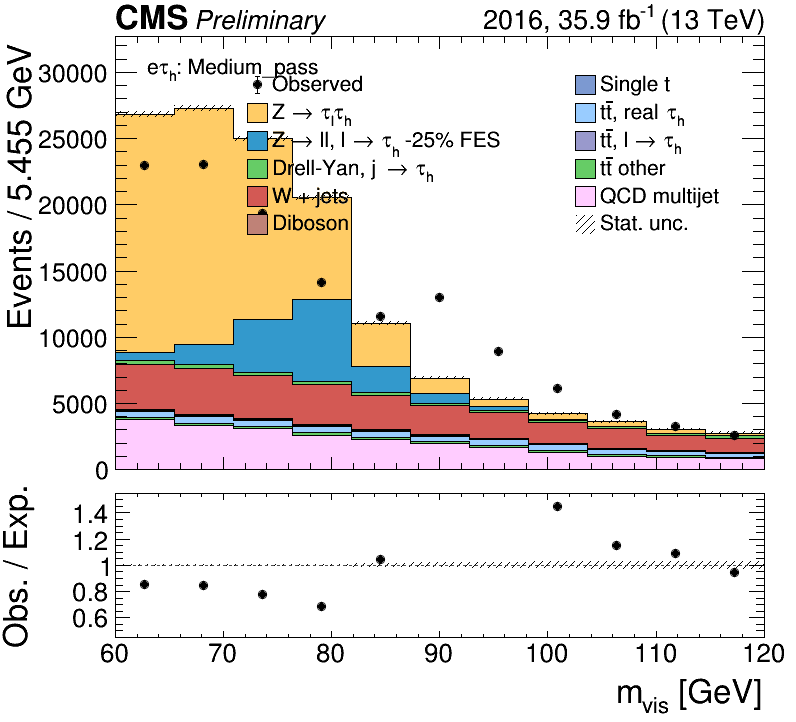 CMS Preliminary 2016, 35.9 fb⁻¹ (13 TeV)
Events / 5.455 GeV
30000
25000
20000
15000
10000
5000
0
eτh: Medium_pass
Observed
Z → τlτh
Z → ll, l → τh -25% FES
Drell-Yan, j → τh
W + jets
Diboson
Single t
tt̄, real τh
tt̄, l → τh
tt̄ other
QCD multijet
Stat. unc.
Obs. / Exp.
1.4
1.2
1
0.8
0.6
60 70 80 90 100 110 120
mvis [GeV]